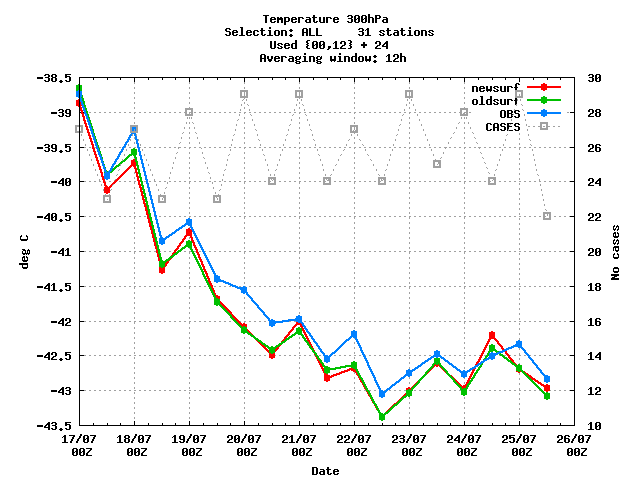 Temperature 300hPa
Selection: ALL 31 stations
Used {00,12} + 24
Averaging window: 12h
newsurf
oldsurf
OBS
CASES
-38.5
-39
-39.5
-40
-40.5
-41
-41.5
-42
-42.5
-43
-43.5
deg C
30
28
26
24
22
20
18
16
14
12
10
No cases
17/07 18/07 19/07 20/07 21/07 22/07 23/07 24/07 25/07 26/07
00Z 00Z 00Z 00Z 00Z 00Z 00Z 00Z 00Z 00Z
Date